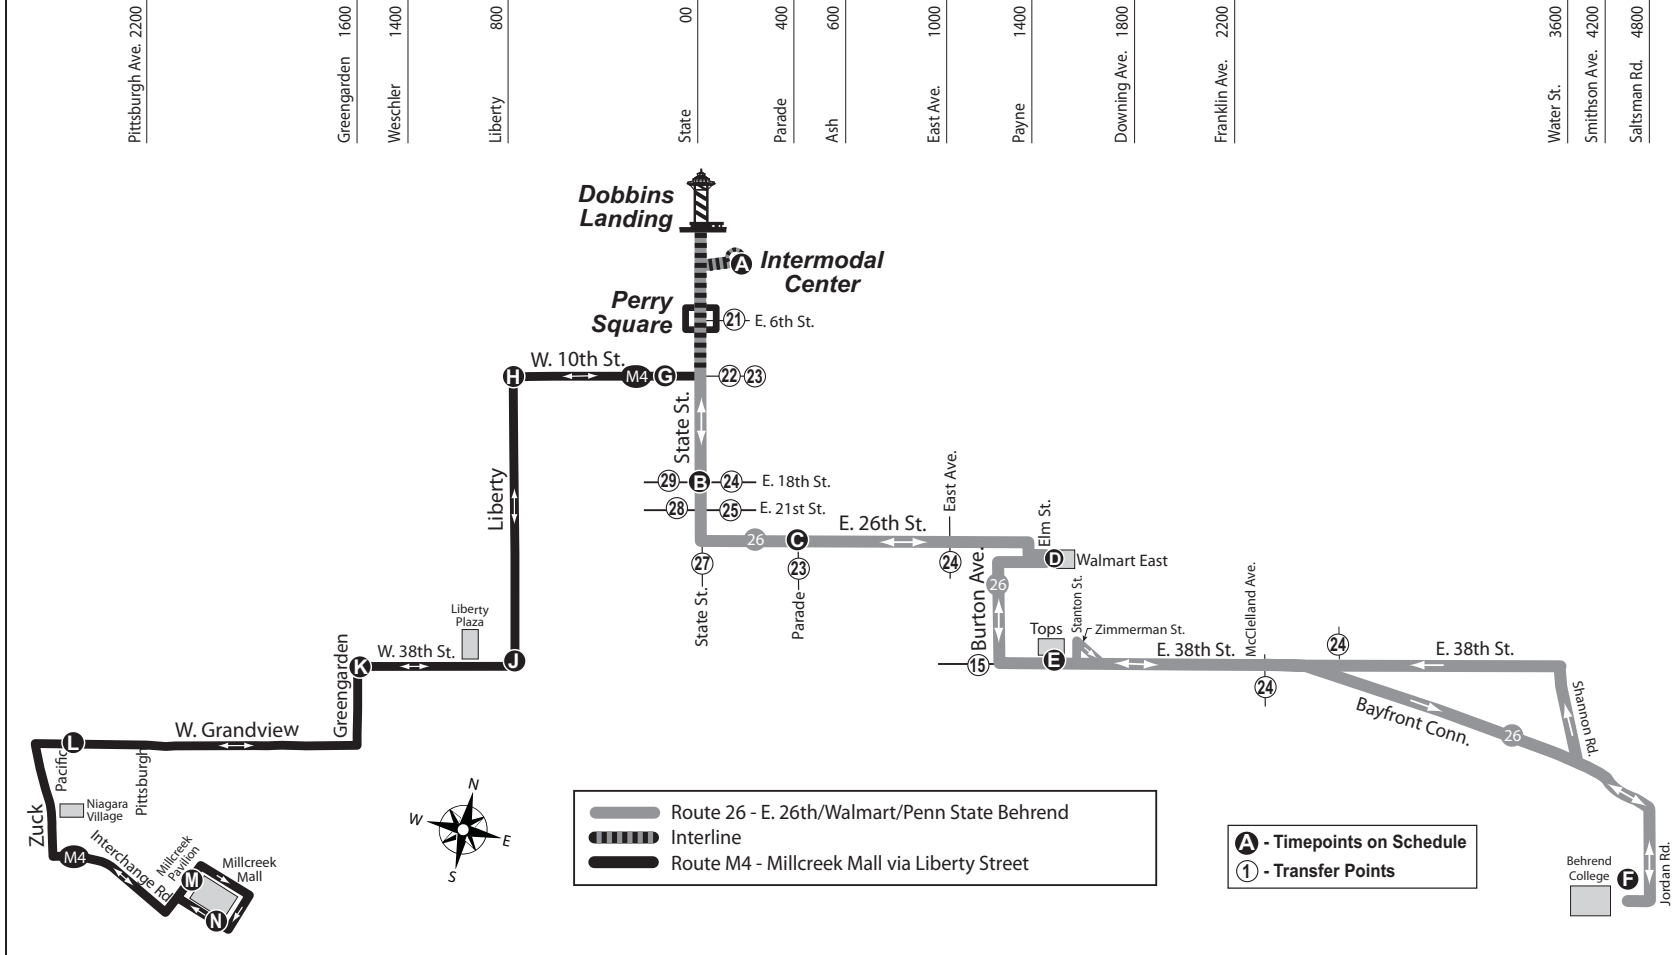 Pittsburgh Ave. 2200
Greengarden 1600
Weschler 1400
Liberty 800
State 00
Parade 400
Ash 600
East Ave. 1000
Payne 1400
Downing Ave. 1800
Franklin Ave. 2200
Water St. 3600
Smithson Ave. 4200
Saltsman Rd. 4800
Dobbins
Landing
A
Intermodal
Center
Perry
Square
21
E. 6th St.
W. 10th St.
H
M4
G
22
23
State St.
Liberty
29
B
24
E. 18th St.
28
25
E. 21st St.
26
C
E. 26th St.
East Ave.
Elm St.
27
23
24
D
Walmart East
State St.
Parade
Burton Ave.
26
Stanton St.
Tops
Zimmerman St.
McClelland Ave.
15
E
E. 38th St.
24
24
E. 38th St.
Shannon Rd.
Bayfront Conn.
26
Liberty
Plaza
W. 38th St.
K
J
Greengarden
W. Grandview
L
Pacific
Pittsburgh
Zuck
Niagara
Village
M4
Interchange Rd
Millcreek
Pavilion
Millcreek
Mall
M
N
N
W
E
S
Route 26 - E. 26th/Walmart/Penn State Behrend
Interline
Route M4 - Millcreek Mall via Liberty Street
A - Timepoints on Schedule
1 - Transfer Points
Behrend
College
F
Jordan Rd.